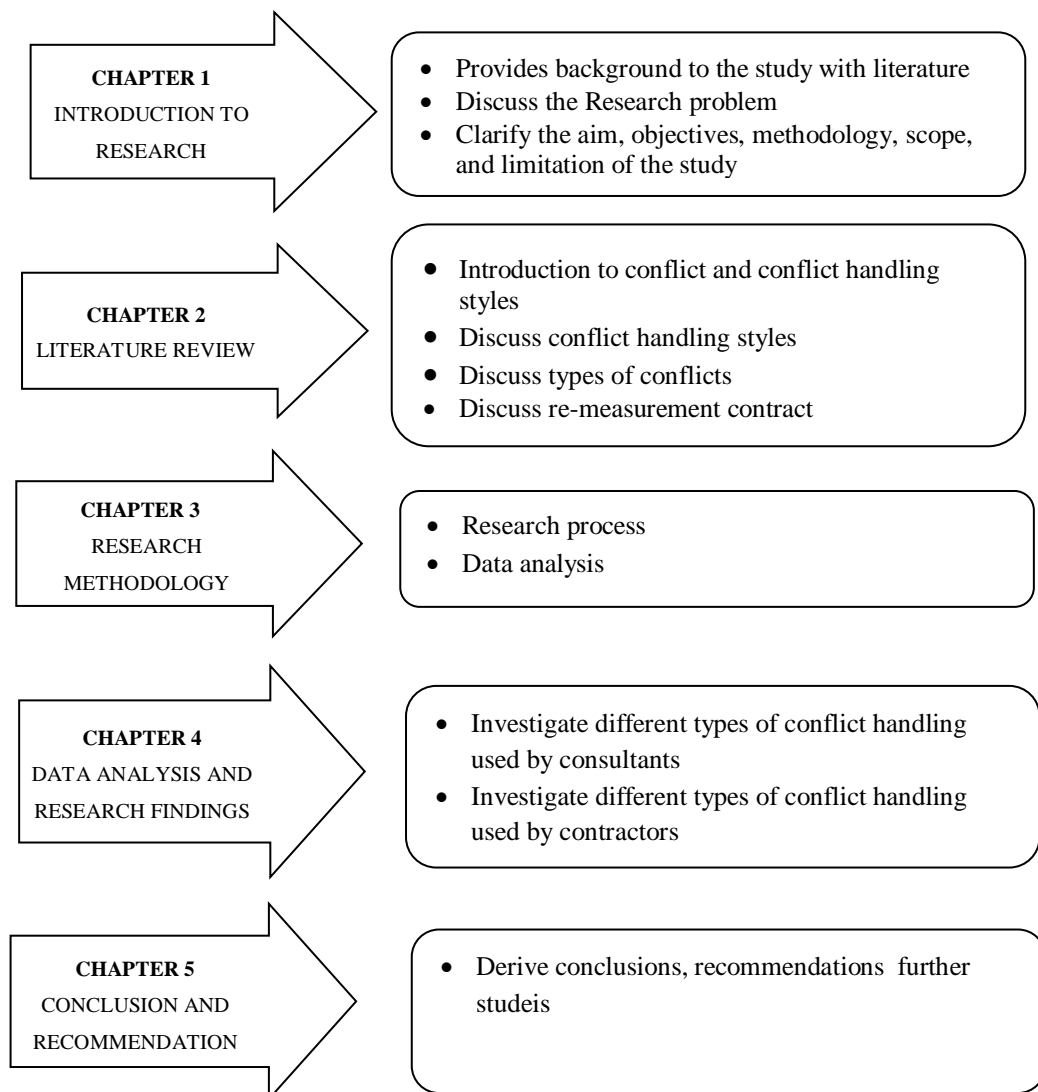 CHAPTER 1
INTRODUCTION TO
RESEARCH
• Provides background to the study with literature
• Discuss the Research problem
• Clarify the aim, objectives, methodology, scope,
and limitation of the study
CHAPTER 2
LITERATURE REVIEW
• Introduction to conflict and conflict handling
styles
• Discuss conflict handling styles
• Discuss types of conflicts
• Discuss re-measurement contract
CHAPTER 3
RESEARCH
METHODOLOGY
• Research process
• Data analysis
CHAPTER 4
DATA ANALYSIS AND
RESEARCH FINDINGS
• Investigate different types of conflict handling
used by consultants
• Investigate different types of conflict handling
used by contractors
CHAPTER 5
CONCLUSION AND
RECOMMENDATION
• Derive conclusions, recommendations  further
studeis